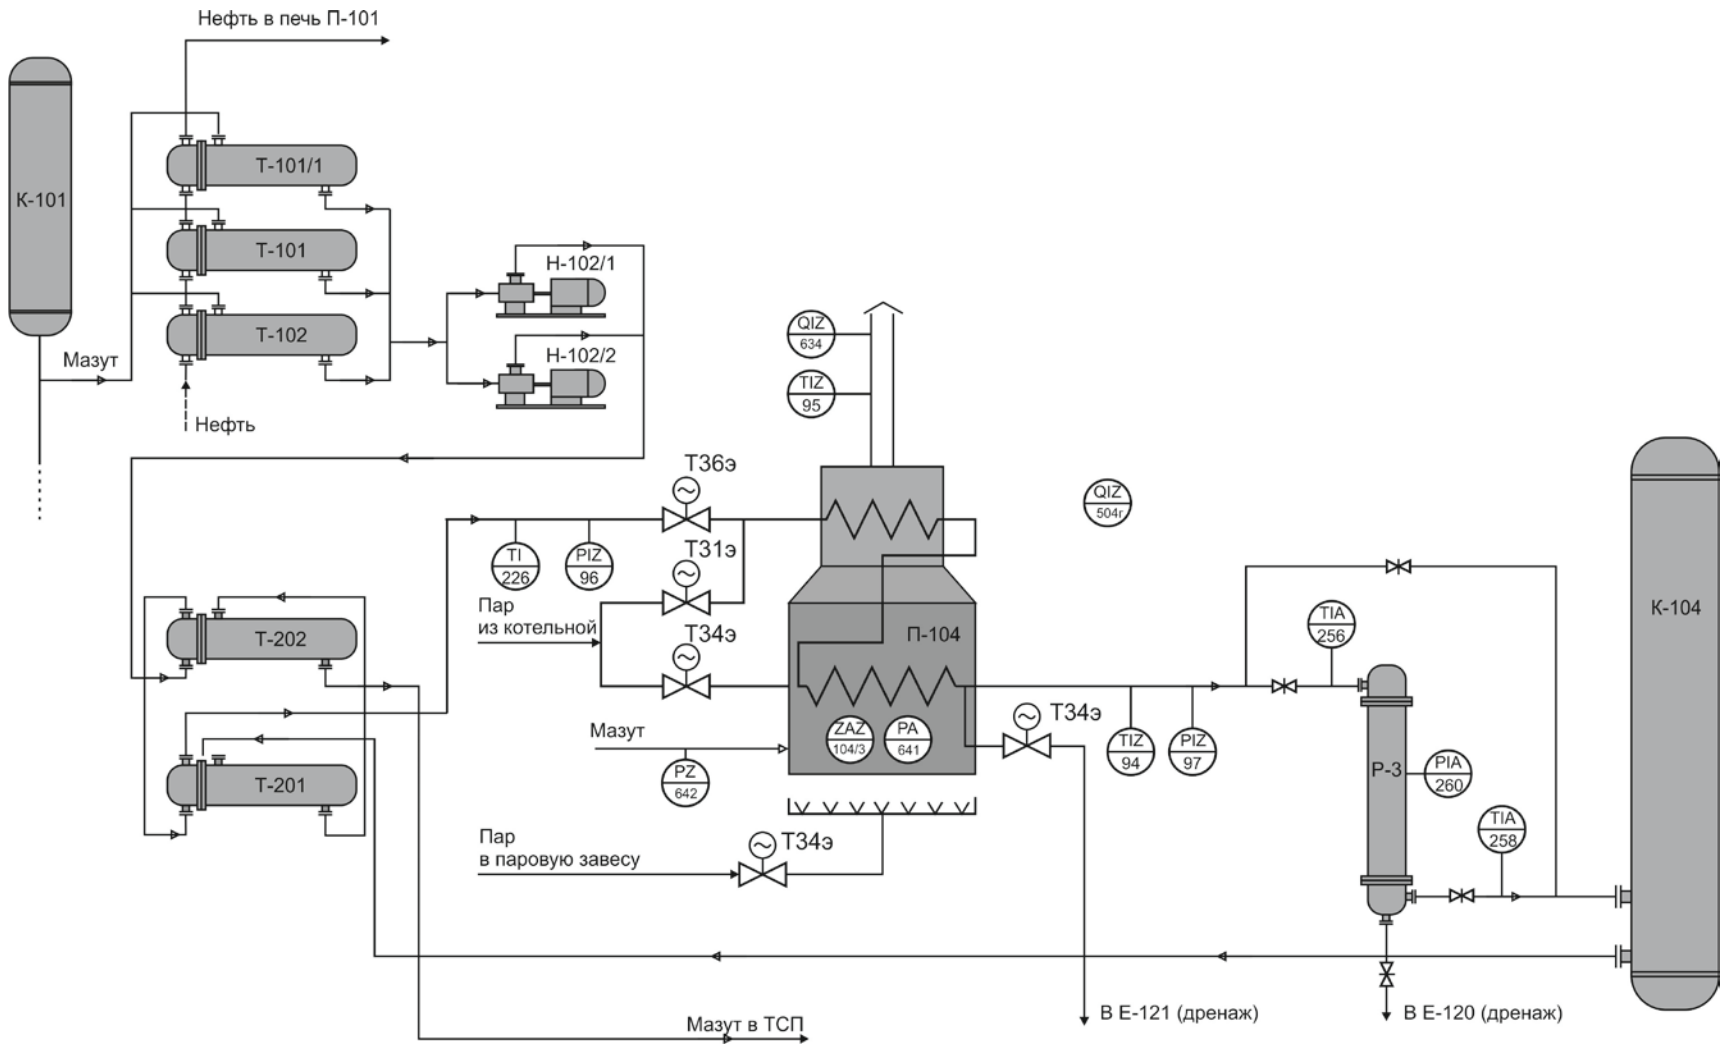 Нефть в печь П-101
К-101
Т-101/1
Т-101
Т-102
Мазут
Нефть
Н-102/1
Н-102/2
QIZ
634
TIZ
95
QIZ
504г
Т36э
TI
226
PIZ
96
Т31э
Пар
из котельной
Т34э
П-104
Мазут
PZ
642
ZAZ
104/3
PA
641
Т34э
TIZ
94
PIZ
97
TIA
256
Р-3
PIA
260
TIA
258
К-104
Т-202
Т-201
Пар
в паровую завесу
Т34э
Мазут в ТСП
В Е-121 (дренаж)
В Е-120 (дренаж)